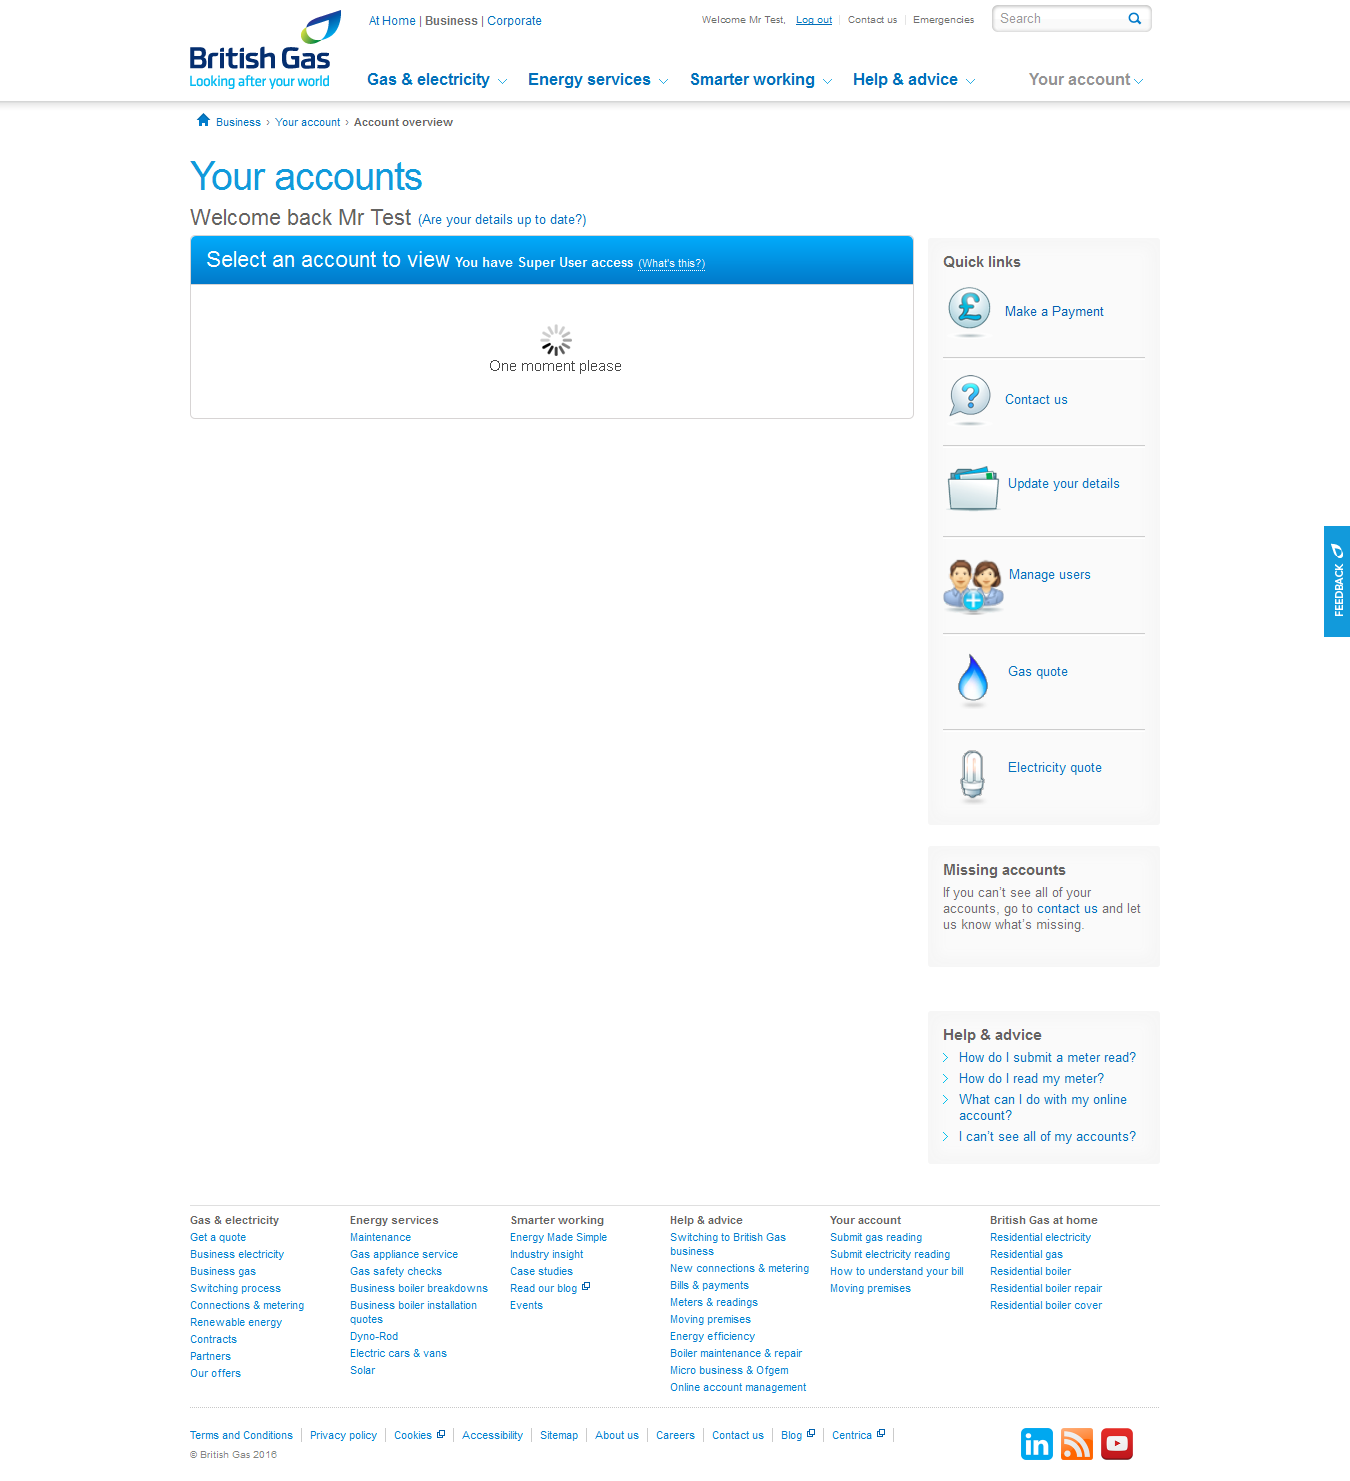 At Home | Business | Corporate
Welcome Mr Test, Log out Contact us Emergencies
Search
British Gas
Looking after your world
Gas & electricity Energy services Smarter working Help & advice Your account
Business › Your account › Account overview
Your accounts
Welcome back Mr Test (Are your details up to date?)
Select an account to view You have Super User access (What's this?)
One moment please
Quick links
Make a Payment
Contact us
Update your details
Manage users
Gas quote
Electricity quote
FEEDBACK
Missing accounts
If you can't see all of your
accounts, go to contact us and let
us know what's missing.
Help & advice
How do I submit a meter read?
How do I read my meter?
What can I do with my online
account?
I can't see all of my accounts?
Gas & electricity
Get a quote
Business electricity
Business gas
Switching process
Connections & metering
Renewable energy
Contracts
Partners
Our offers
Energy services
Maintenance
Gas appliance service
Gas safety checks
Business boiler breakdowns
Business boiler installation
quotes
Dyno-Rod
Electric cars & vans
Solar
Smarter working
Energy Made Simple
Industry insight
Case studies
Read our blog
Events
Help & advice
Switching to British Gas
business
New connections & metering
Bills & payments
Meters & readings
Moving premises
Energy efficiency
Boiler maintenance & repair
Micro business & Ofgem
Online account management
Your account
Submit gas reading
Submit electricity reading
How to understand your bill
Moving premises
British Gas at home
Residential electricity
Residential gas
Residential boiler
Residential boiler repair
Residential boiler cover
Terms and Conditions Privacy policy Cookies Accessibility Sitemap About us Careers Contact us Blog Centrica
© British Gas 2016
in